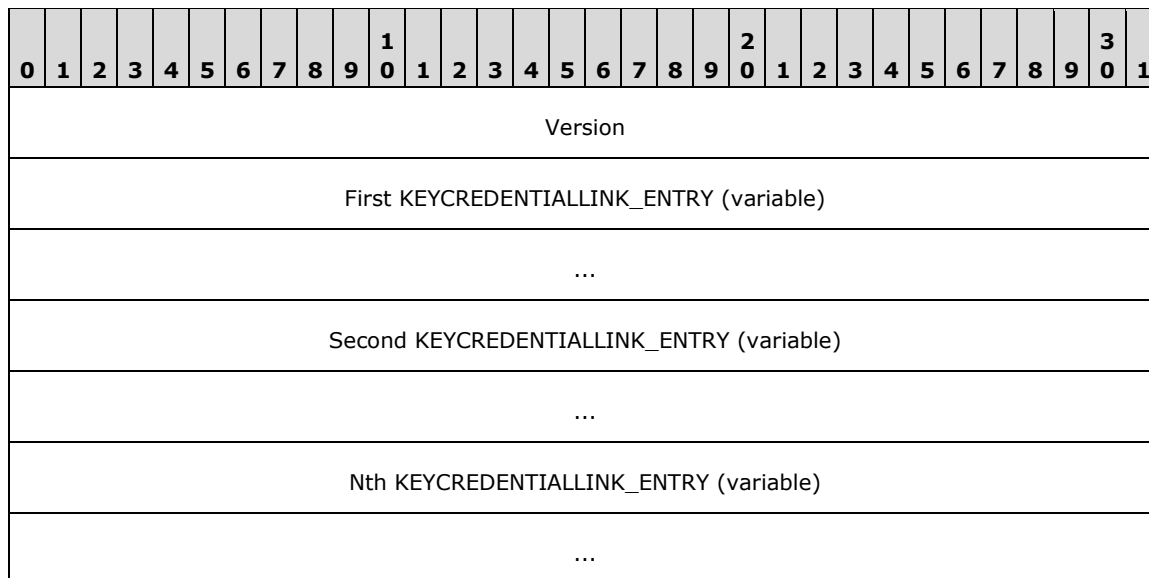 1 2 3
0 1 2 3 4 5 6 7 8 9 0 1 2 3 4 5 6 7 8 9 0 1 2 3 4 5 6 7 8 9 0 1
Version
First KEYCREDENTIALLINK_ENTRY (variable)
...
Second KEYCREDENTIALLINK_ENTRY (variable)
...
Nth KEYCREDENTIALLINK_ENTRY (variable)
...